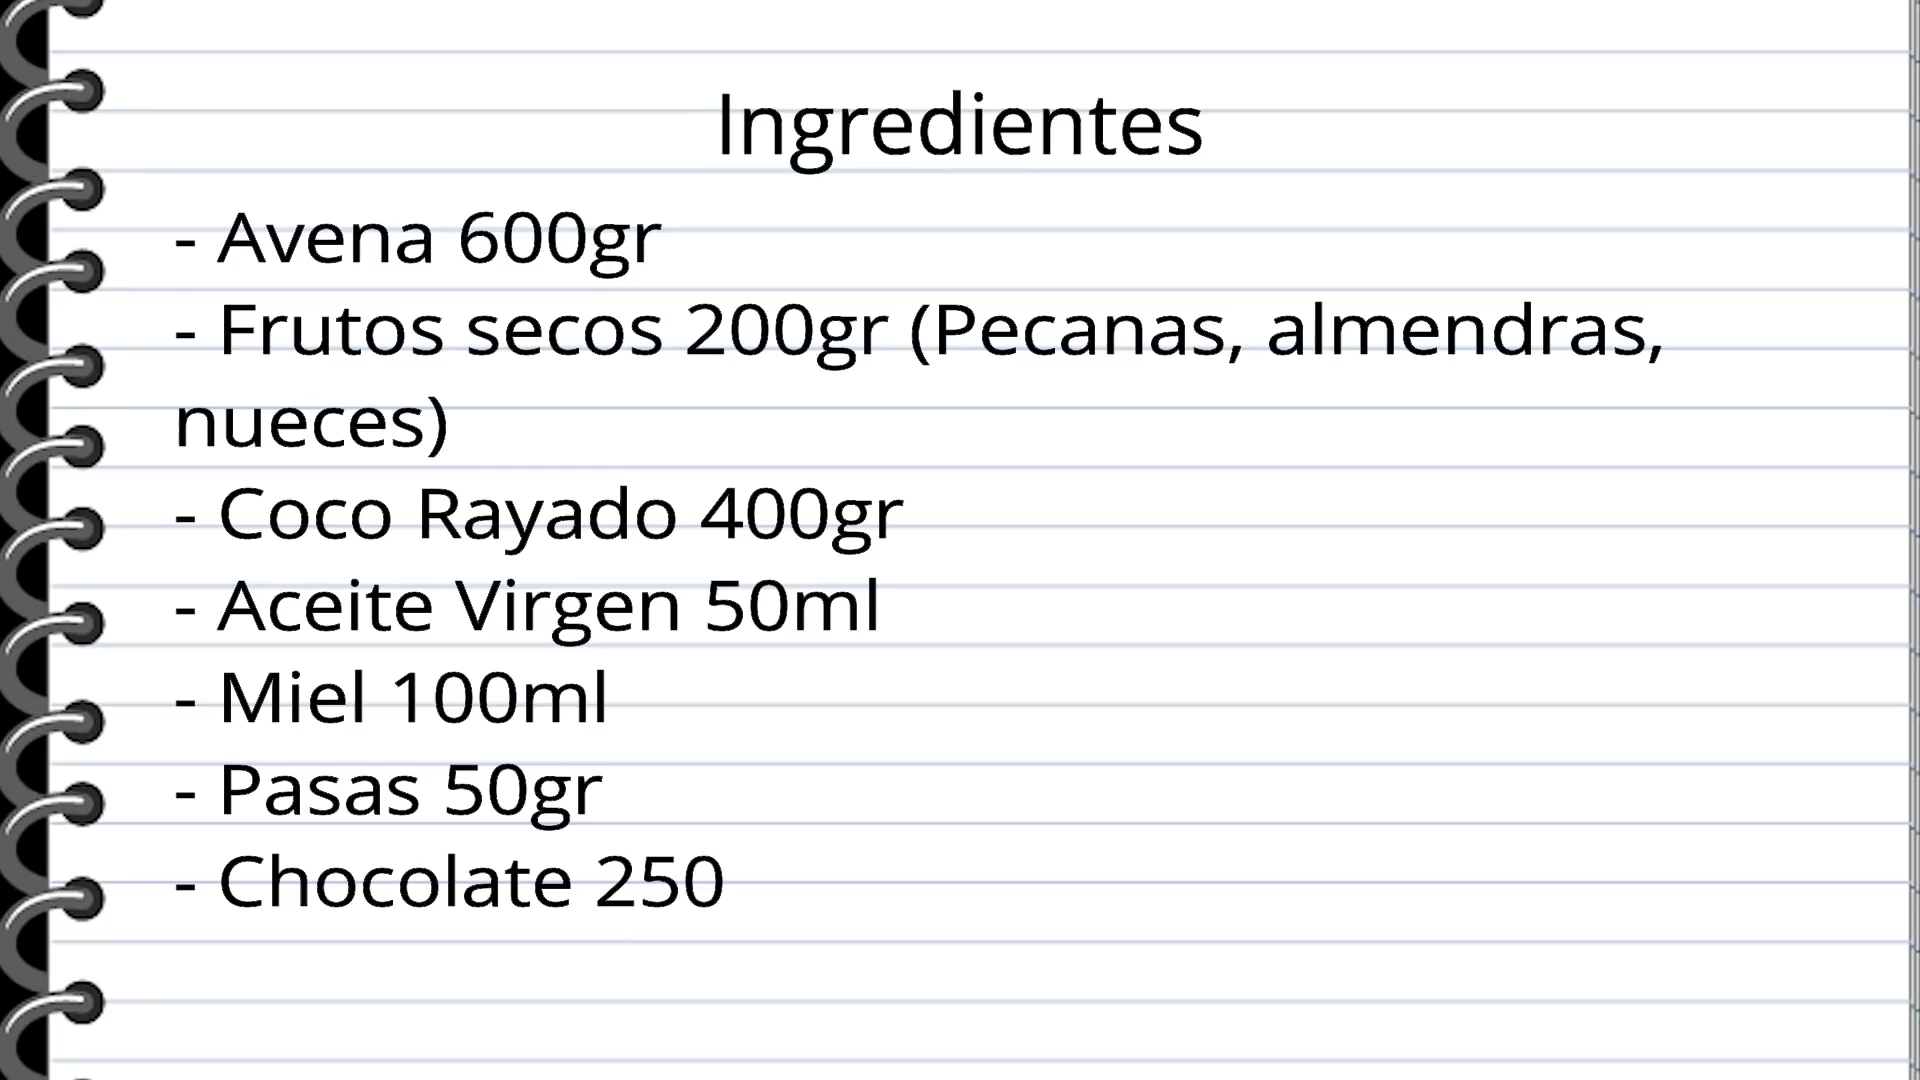 Ingredientes
- Avena 600gr
- Frutos secos 200gr (Pecanas, almendras,
nueces)
- Coco Rayado 400gr
- Aceite Virgen 50ml
- Miel 100ml
- Pasas 50gr
- Chocolate 250